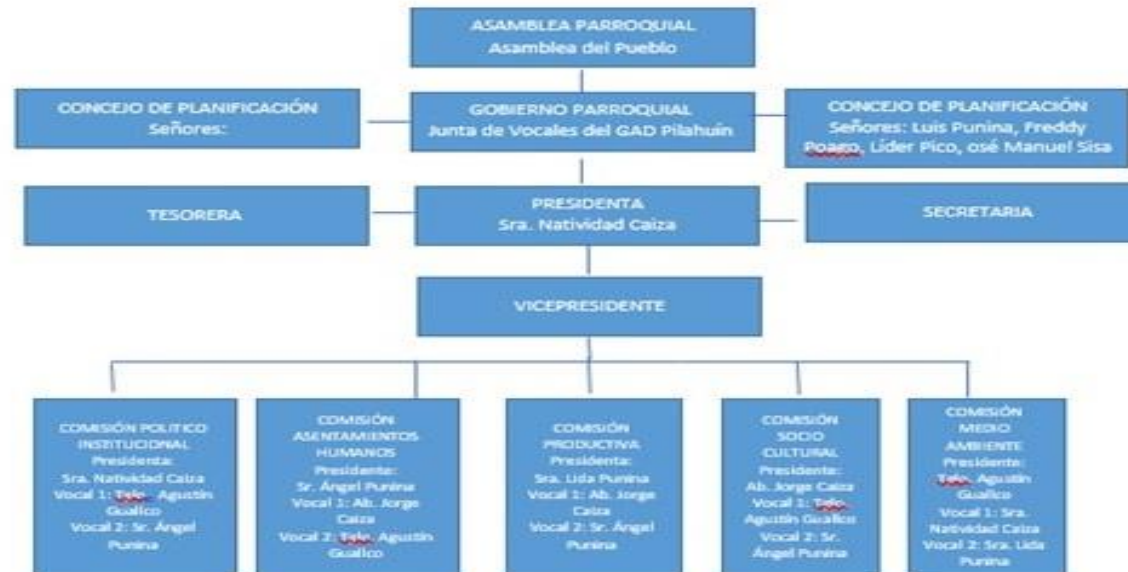 ASAMBLEA PARROQUIAL
Asamblea del Pueblo
CONCEJO DE PLANIFICACIÓN
Señores:
GOBIERNO PARROQUIAL
Junta de Vocales del GAD Pilahuín
CONCEJO DE PLANIFICACIÓN
Señores: Luis Punina, Freddy
Poago, Líder Pico, osé Manuel Sisa
TESORERA
PRESIDENTA
Sra. Natividad Caiza
SECRETARIA
VICEPRESIDENTE
COMISIÓN POLITICO
INSTITUCIONAL
Presidenta:
Sra. Natividad Caiza
Vocal 1: Tglo. Agustín
Guallco
Vocal 2: Sr. Ángel
Punina
COMISIÓN
ASENTAMIENTOS
HUMANOS
Presidente:
Sr. Ángel Punina
Vocal 1: Ab. Jorge
Caiza
Vocal 2: Tglo. Agustín
Guallco
COMISIÓN
PRODUCTIVA
Presidenta:
Sra. Lida Punina
Vocal 1: Ab. Jorge
Caiza
Vocal 2: Sr. Ángel
Punina
COMISIÓN
SOCIO
CULTURAL
Presidente:
Ab. Jorge Caiza
Vocal 1: Tglo.
Agustín Guallco
Vocal 2: Sr.
Ángel Punina
COMISIÓN
MEDIO
AMBIENTE
Presidente:
Tglo. Agustín
Guallco
Vocal 1: Sra.
Natividad Caiza
Vocal 2: Sra. Lida
Punina